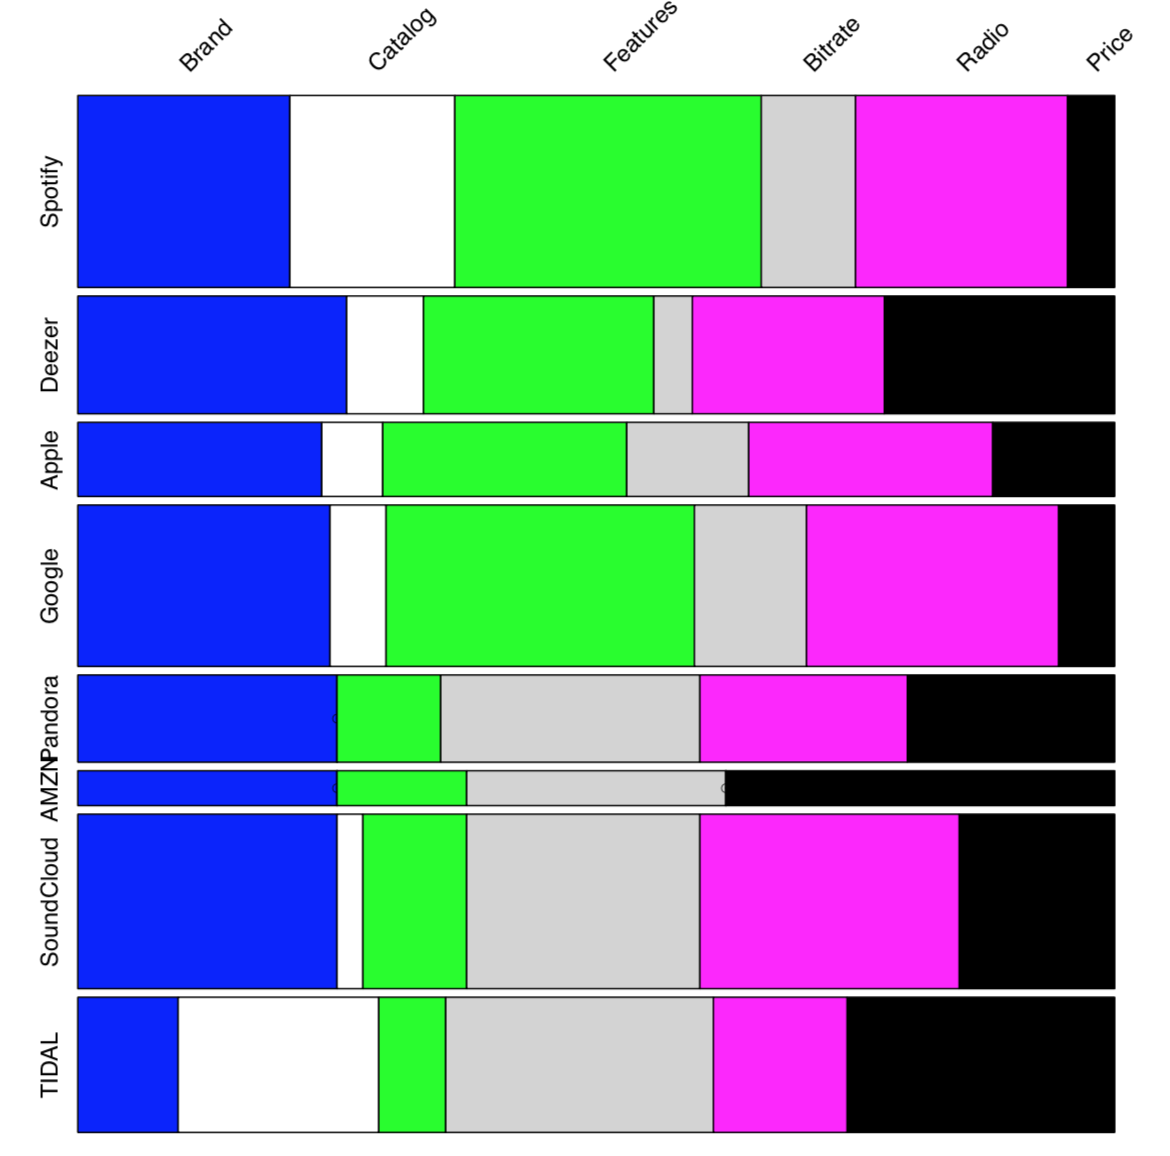 Brand
Catalog
Features
Bitrate
Radio
Price
Spotify
Deezer
Apple
Google
Pandora
AMZN
SoundCloud
TIDAL